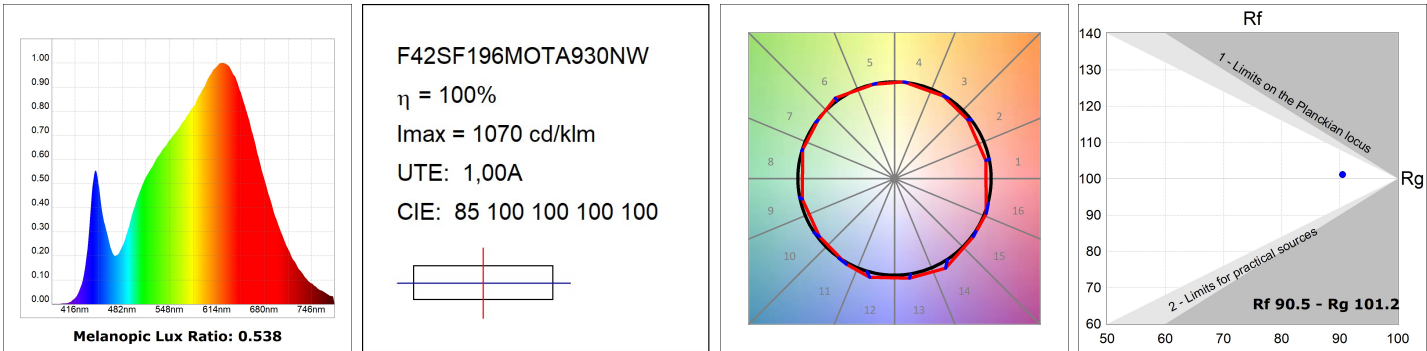 1.00
0.90
0.80
0.70
0.60
0.50
0.40
0.30
0.20
0.10
0.00
416nm 482nm 548nm 614nm 680nm 746nm
Melanopic Lux Ratio: 0.538
F42SF196MOTA930NW
η = 100%
Imax = 1070 cd/klm
UTE: 1,00A
CIE: 85 100 100 100 100
5 4
6 3
7 2
8 1
9 16
10 15
11 14
12 13
Rf
140
130
120
110
100
90
80
70
60
1 - Limits on the Planckian locus
Rg
2 - Limits for practical sources
Rf 90.5 - Rg 101.2
50 60 70 80 90 100